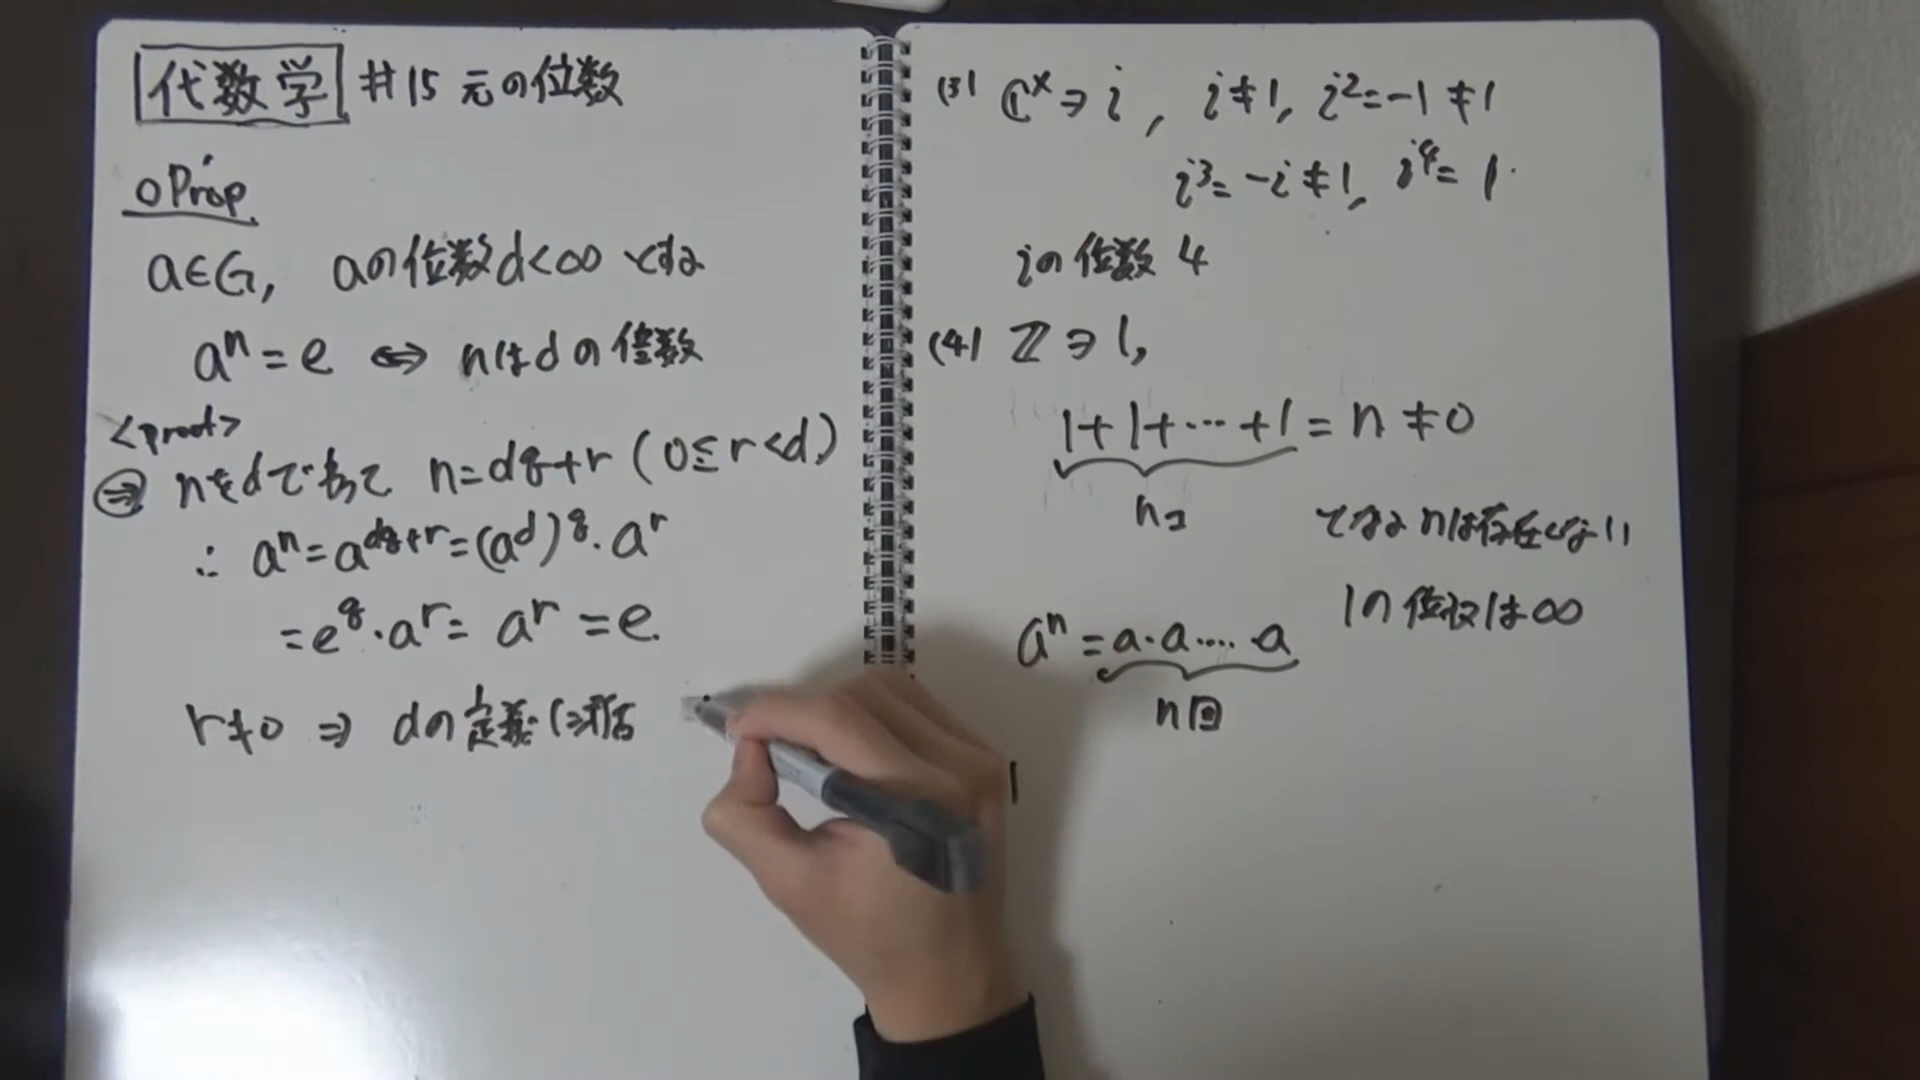 代数学 #15 元の位数
○Prop
a∈G, aの位数d<∞とする
aⁿ = e ⇔ nはdの倍数
<proof>
⇒ nをdでわって n=dq+r (0≦r<d)
∴ aⁿ=a^{dq+r}=(a^d)^q・a^r
=e^q・a^r= a^r =e.
r≠0 ⇒ dの定義に矛盾
(3) ℂ^× ∋ i, i≠1, i²=-1≠1
i³=-i≠1, i⁴=1.
iの位数 4
(4) ℤ∋1,
1+1+…+1=n≠0
nコ
となるnは存在しない
1の位数は∞
aⁿ=a・a・…・a
n回